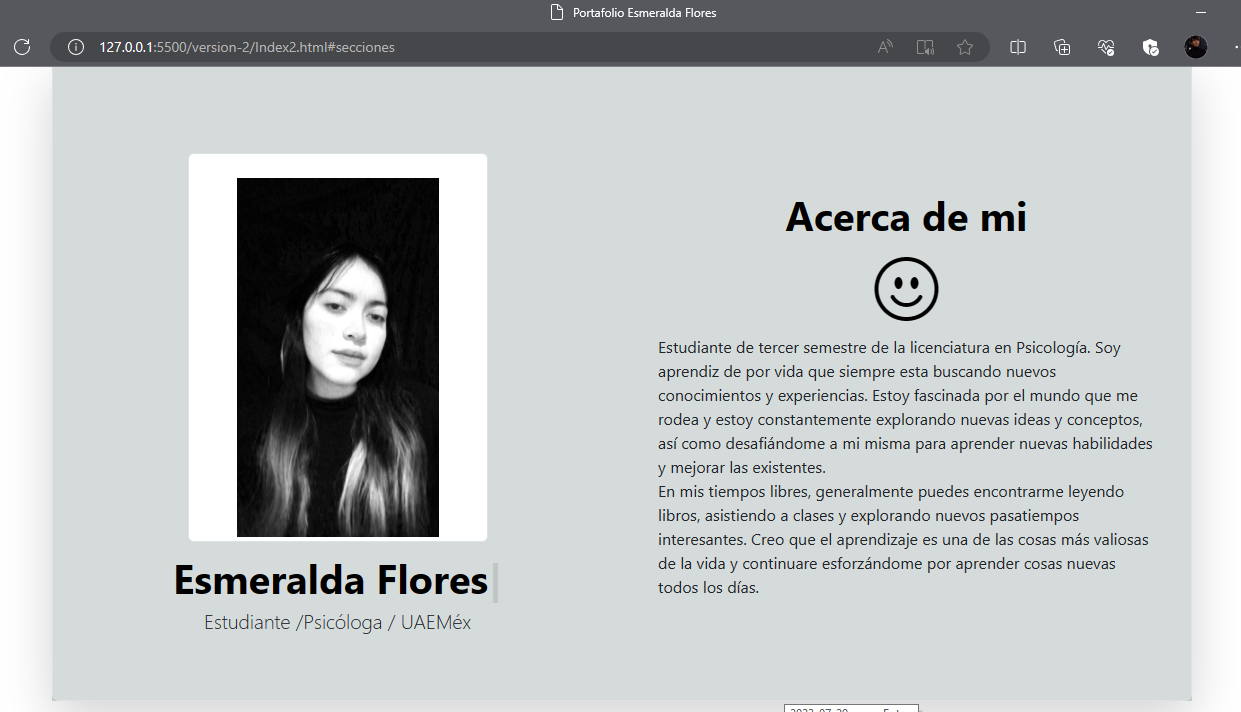 Portafolio Esmeralda Flores
127.0.0.1:5500/version-2/Index2.html#secciones
Esmeralda Flores
Estudiante /Psicóloga / UAEMéx
Acerca de mi
Estudiante de tercer semestre de la licenciatura en Psicología. Soy
aprendiz de por vida que siempre esta buscando nuevos
conocimientos y experiencias. Estoy fascinada por el mundo que me
rodea y estoy constantemente explorando nuevas ideas y conceptos,
así como desafiándome a mi misma para aprender nuevas habilidades
y mejorar las existentes.
En mis tiempos libres, generalmente puedes encontrarme leyendo
libros, asistiendo a clases y explorando nuevos pasatiempos
interesantes. Creo que el aprendizaje es una de las cosas más valiosas
de la vida y continuare esforzándome por aprender cosas nuevas
todos los días.